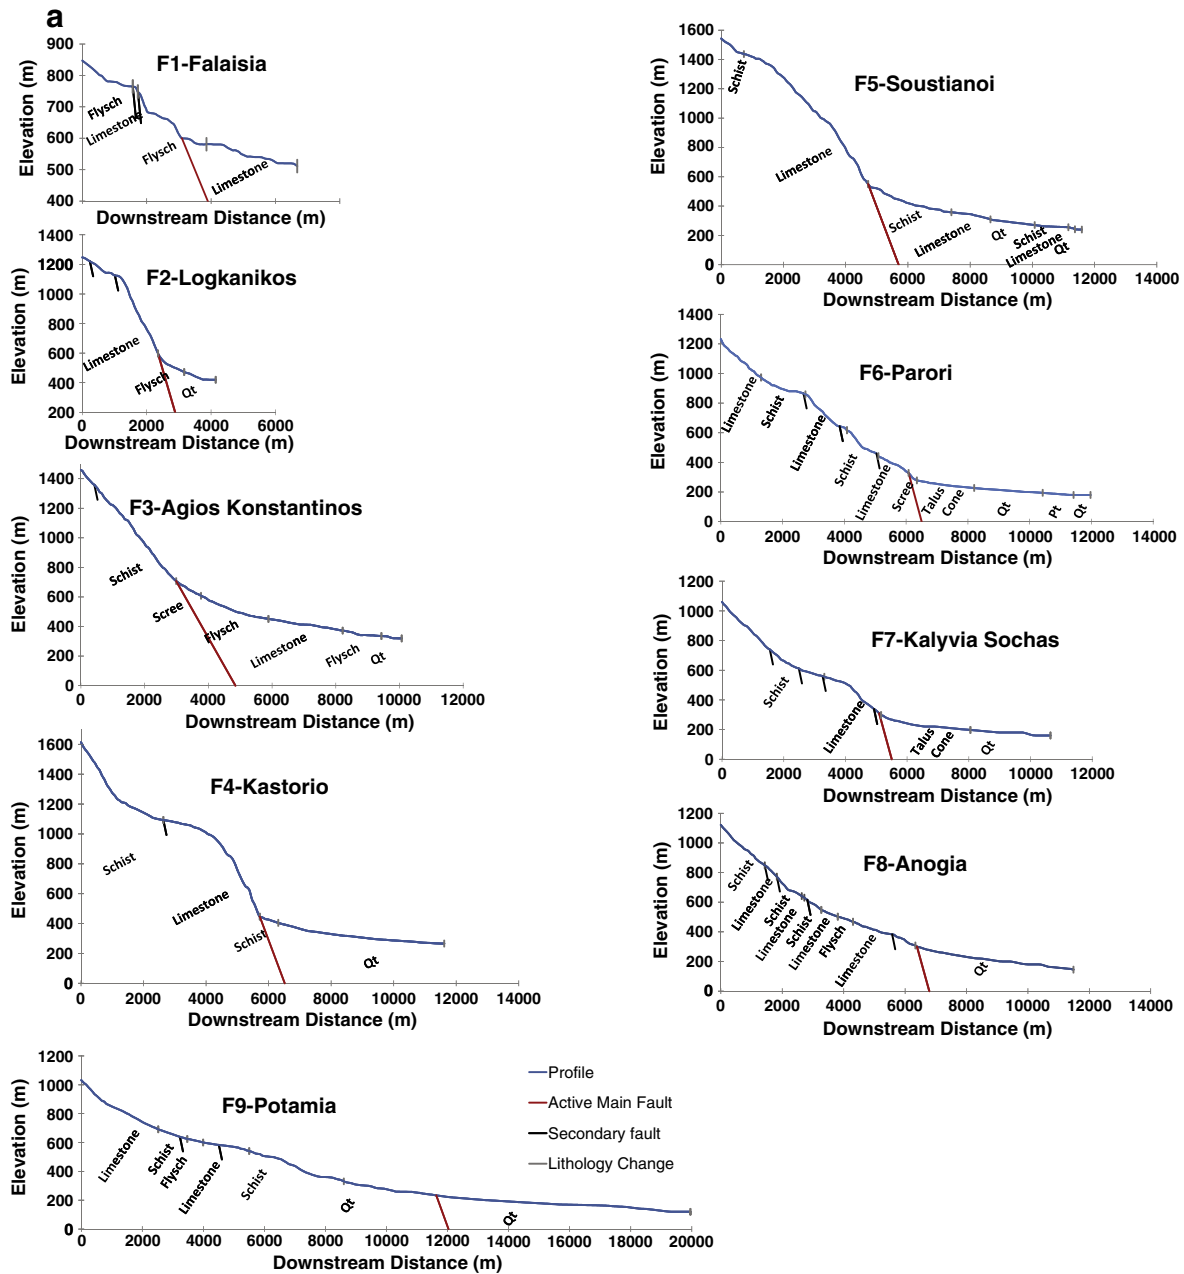 a
F1-Falaisia
Elevation (m)
900
800
700
600
500
400
Flysch
Limestone
Flysch
Limestone
Downstream Distance (m)
F2-Logkanikos
Elevation (m)
1400
1200
1000
800
600
400
200
Limestone
Flysch
Qt
0 2000 4000 6000
Downstream Distance (m)
F3-Agios Konstantinos
Elevation (m)
1400
1200
1000
800
600
400
200
0
Schist
Scree
Flysch
Limestone
Flysch
Qt
0 2000 4000 6000 8000 10000 12000
Downstream Distance (m)
F4-Kastorio
Elevation (m)
1600
1400
1200
1000
800
600
400
200
0
Schist
Limestone
Schist
Qt
0 2000 4000 6000 8000 10000 12000 14000
Downstream Distance (m)
F5-Soustianoi
Elevation (m)
1600
1400
1200
1000
800
600
400
200
0
Schist
Limestone
Schist
Limestone
Qt
Schist
Limestone
Qt
0 2000 4000 6000 8000 10000 12000 14000
Downstream Distance (m)
F6-Parori
Elevation (m)
1400
1200
1000
800
600
400
200
0
Limestone
Schist
Limestone
Schist
Limestone
Scree
Talus
Cone
Qt
Pt
Qt
0 2000 4000 6000 8000 10000 12000 14000
Downstream Distance (m)
F7-Kalyvia Sochas
Elevation (m)
1200
1000
800
600
400
200
0
Schist
Limestone
Talus
Cone
Qt
0 2000 4000 6000 8000 10000 12000
Downstream Distance (m)
F8-Anogia
Elevation (m)
1200
1000
800
600
400
200
0
Schist
Limestone
Schist
Limestone
Schist
Limestone
Flysch
Limestone
Qt
0 2000 4000 6000 8000 10000 12000 14000
Downstream Distance (m)
F9-Potamia
Elevation (m)
1200
1000
800
600
400
200
0
Limestone
Schist
Flysch
Limestone
Schist
Qt
Qt
0 2000 4000 6000 8000 10000 12000 14000 16000 18000 20000
Downstream Distance (m)
Profile
Active Main Fault
Secondary fault
Lithology Change